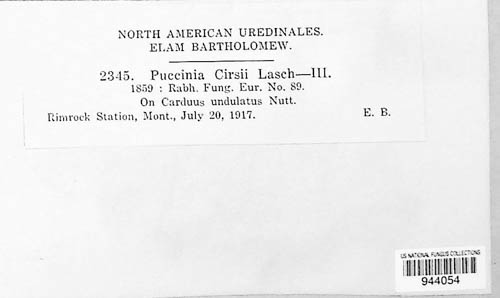 NORTH AMERICAN UREDINALES.
ELAM BARTHOLOMEW.
2345. Puccinia Cirsii Lasch—III.
1859 : Rabh. Fung. Eur. No. 89.
On Carduus undulatus Nutt.
Rimrock Station, Mont., July 20, 1917. E. B.
US NATIONAL FUNGUS COLLECTIONS
944054